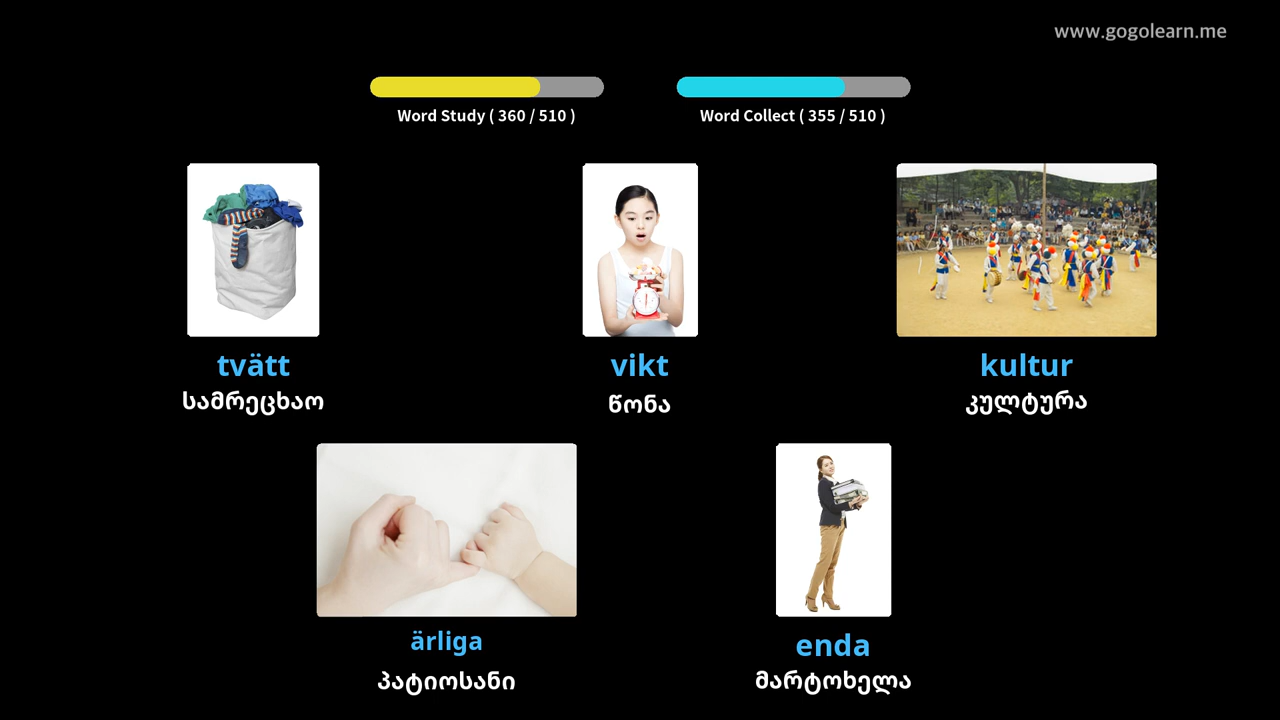 www.gogolearn.me
Word Study ( 360 / 510 )
Word Collect ( 355 / 510 )
tvätt
სამრეცხაო
vikt
წონა
kultur
კულტურა
ärliga
პატიოსანი
enda
მარტოხელა